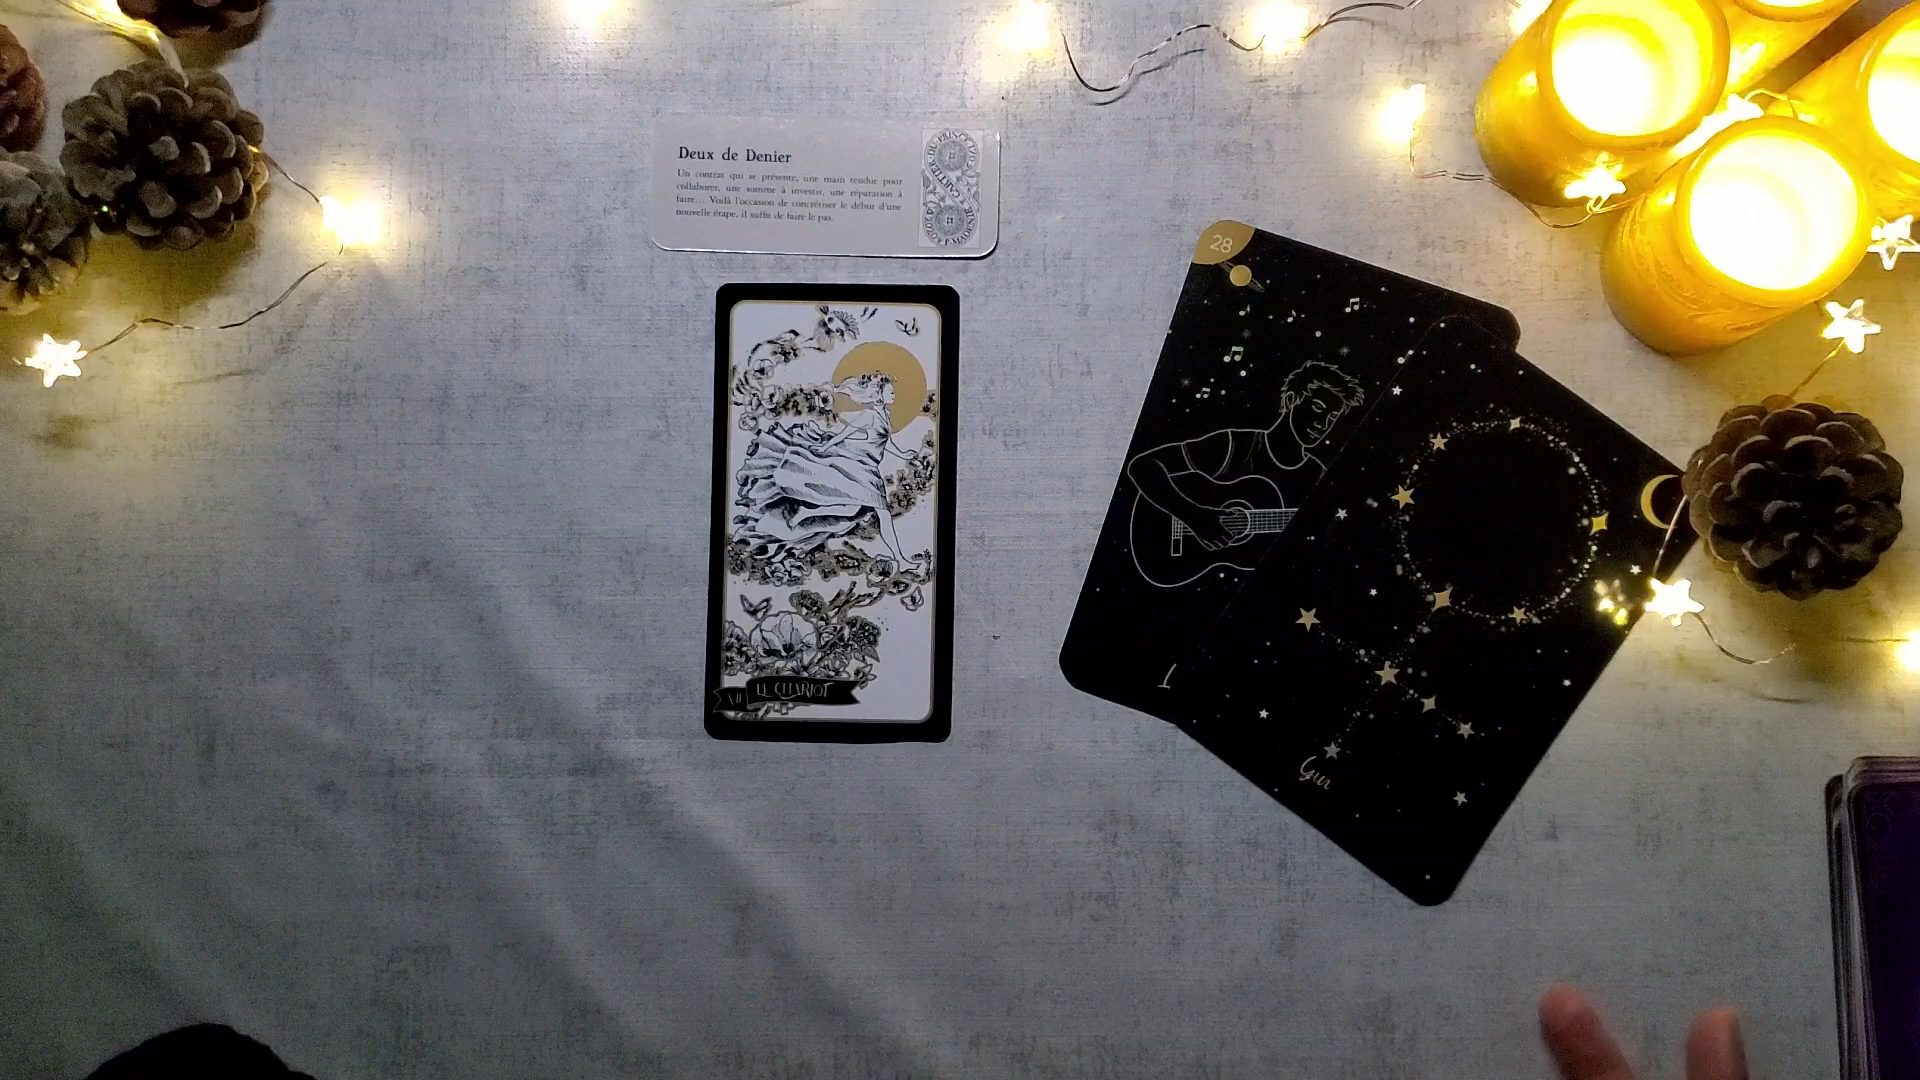 Deux de Denier
Un contrat qui se présente, une main tendue pour
collaborer, une somme à investir, une réparation à
faire... Voilà l'occasion de concrétiser le début d'une
nouvelle étape, il suffit de faire le pas.
28
VII LE CHARIOT